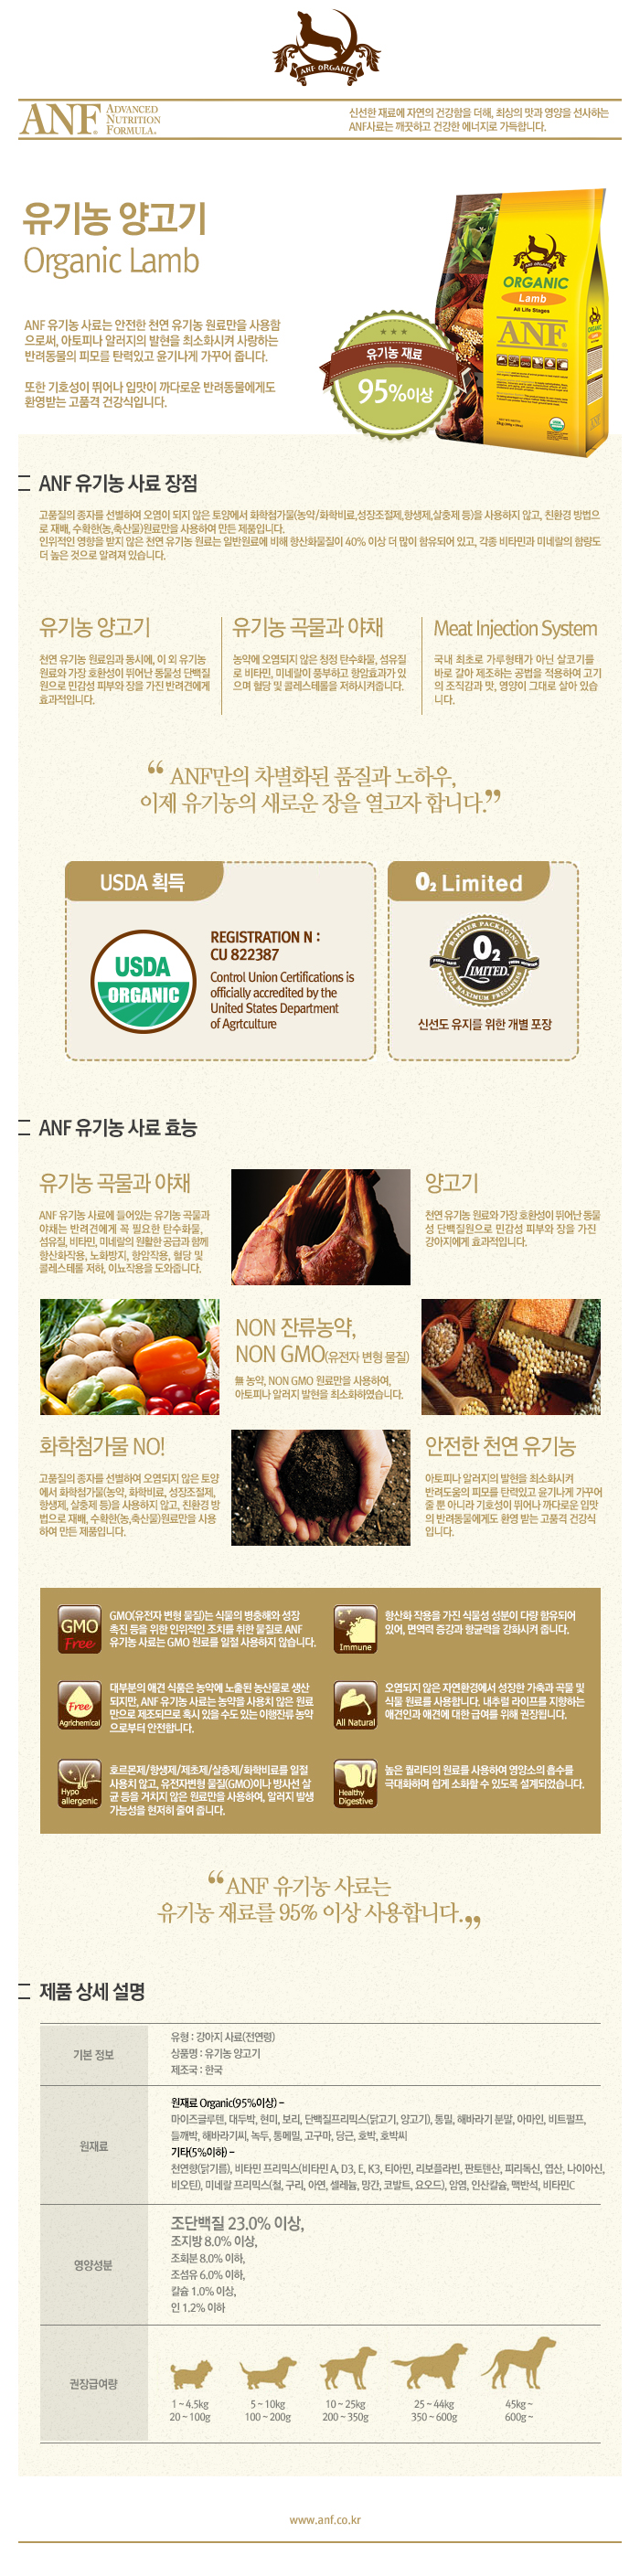 ANF ORGANIC
ANF ADVANCED
NUTRITION
FORMULA.
신선한 재료에 자연의 건강함을 더해, 최상의 맛과 영양을 선사하는
ANF사료는 깨끗하고 건강한 에너지로 가득합니다.
유기농 양고기
Organic Lamb
ANF 유기농 사료는 안전한 천연 유기농 원료만을 사용함
으로써, 아토피나 알러지의 발현을 최소화시켜 사랑하는
반려동물의 피모를 탄력있고 윤기나게 가꾸어 줍니다.
또한 기호성이 뛰어나 입맛이 까다로운 반려동물에게도
환영받는 고품격 건강식입니다.
유기농 재료
95%이상
ANF ORGANIC
ORGANIC
Lamb
All Life Stages
ANF
ANF 유기농 사료 장점
고품질의 종자를 선별하여 오염이 되지 않은 토양에서 화학첨가물(농약/화학비료,성장조절제,항생제,살충제 등)을 사용하지 않고, 친환경 방법으
로 재배, 수확한(농,축산물)원료만을 사용하여 만든 제품입니다.
인위적인 영향을 받지 않은 천연 유기농 원료는 일반원료에 비해 항산화물질이 40% 이상 더 많이 함유되어 있고, 각종 비타민과 미네랄의 함량도
더 높은 것으로 알려져 있습니다.
유기농 양고기
천연 유기농 원료임과 동시에, 이 외 유기농
원료와 가장 호환성이 뛰어난 동물성 단백질
원으로 민감성 피부와 장을 가진 반려견에게
효과적입니다.
유기농 곡물과 야채
농약에 오염되지 않은 청정 탄수화물, 섬유질
로 비타민, 미네랄이 풍부하고 항암효과가 있
으며 혈당 및 콜레스테롤을 저하시켜줍니다.
Meat Injection System
국내 최초로 가루형태가 아닌 살코기를
바로 갈아 제조하는 공법을 적용하여 고기
의 조직감과 맛, 영양이 그대로 살아 있습
니다.
“ ANF만의 차별화된 품질과 노하우,
이제 유기농의 새로운 장을 열고자 합니다.”
USDA 획득
USDA
ORGANIC
REGISTRATION N :
CU 822387
Control Union Certifications is
officially accredited by the
United States Department
of Agrtculture
O₂ Limited
BARRIER PACKAGING
O2
LIMITED
MAXIMUM FRESHNESS
신선도 유지를 위한 개별 포장
ANF 유기농 사료 효능
유기농 곡물과 야채
ANF 유기농 사료에 들어있는 유기농 곡물과
야채는 반려견에게 꼭 필요한 탄수화물,
섬유질, 비타민, 미네랄의 원활한 공급과 함께
항산화작용, 노화방지, 항암작용, 혈당 및
콜레스테롤 저하, 이뇨작용을 도와줍니다.
양고기
천연 유기농 원료와 가장 호환성이 뛰어난 동물
성 단백질원으로 민감성 피부와 장을 가진
강아지에게 효과적입니다.
NON 잔류농약,
NON GMO(유전자 변형 물질)
無 농약, NON GMO 원료만을 사용하여,
아토피나 알러지 발현을 최소화하였습니다.
화학첨가물 NO!
고품질의 종자를 선별하여 오염되지 않은 토양
에서 화학첨가물(농약, 화학비료, 성장조절제,
항생제, 살충제 등)을 사용하지 않고, 친환경 방
법으로 재배, 수확한(농,축산물)원료만을 사용
하여 만든 제품입니다.
안전한 천연 유기농
아토피나 알러지의 발현을 최소화시켜
반려도움의 피모를 탄력있고 윤기나게 가꾸어
줄 뿐 아니라 기호성이 뛰어나 까다로운 입맛
의 반려동물에게도 환영 받는 고품격 건강식
입니다.
GMO
Free
GMO(유전자 변형 물질)는 식물의 병충해와 성장
촉진 등을 위한 인위적인 조치를 취한 물질로 ANF
유기농 사료는 GMO 원료를 일절 사용하지 않습니다.
Immune
항산화 작용을 가진 식물성 성분이 다량 함유되어
있어, 면역력 증강과 항균력을 강화시켜 줍니다.
Free
Agrichemical
대부분의 애견 식품은 농약에 노출된 농산물로 생산
되지만, ANF 유기농 사료는 농약을 사용치 않은 원료
만으로 제조되므로 혹시 있을 수도 있는 이행잔류 농약
으로부터 안전합니다.
All Natural
오염되지 않은 자연환경에서 성장한 가축과 곡물 및
식물 원료를 사용합니다. 내추럴 라이프를 지향하는
애견인과 애견에 대한 급여를 위해 권장됩니다.
Hypo
allergenic
호르몬제/항생제/제초제/살충제/화학비료를 일절
사용치 않고, 유전자변형 물질(GMO)이나 방사선 살
균 등을 거치지 않은 원료만을 사용하여, 알러지 발생
가능성을 현저히 줄여 줍니다.
Healthy
Digestive
높은 퀄리티의 원료를 사용하여 영양소의 흡수를
극대화하며 쉽게 소화할 수 있도록 설계되었습니다.
“ANF 유기농 사료는
유기농 재료를 95% 이상 사용합니다.”
제품 상세 설명
기본 정보
유형 : 강아지 사료(전연령)
상품명 : 유기농 양고기
제조국 : 한국
원재료
원재료 Organic(95%이상) –
마이즈글루텐, 대두박, 현미, 보리, 단백질프리믹스(닭고기, 양고기), 통밀, 해바라기 분말, 아마인, 비트펄프,
들깨박, 해바라기씨, 녹두, 통메밀, 고구마, 당근, 호박, 호박씨
기타(5%이하) –
천연향(닭기름), 비타민 프리믹스(비타민 A, D3, E, K3, 티아민, 리보플라빈, 판토텐산, 피리독신, 엽산, 나이아신,
비오틴), 미네랄 프리믹스(철, 구리, 아연, 셀레늄, 망간, 코발트, 요오드), 암염, 인산칼슘, 맥반석, 비타민C
영양성분
조단백질 23.0% 이상,
조지방 8.0% 이상,
조회분 8.0% 이하,
조섬유 6.0% 이하,
칼슘 1.0% 이상,
인 1.2% 이하
권장급여량
1 ~ 4.5kg
20 ~ 100g
5 ~ 10kg
100 ~ 200g
10 ~ 25kg
200 ~ 350g
25 ~ 44kg
350 ~ 600g
45kg ~
600g ~
www.anf.co.kr